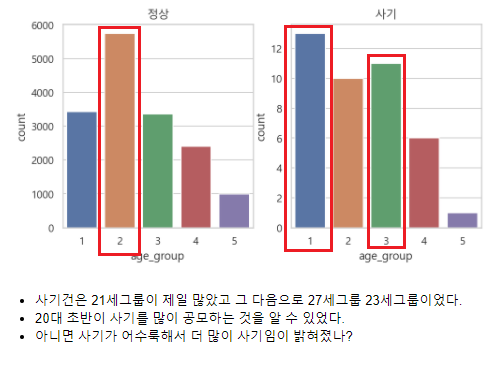 정상
사기
6000
5000
4000
3000
2000
1000
0
count
1 2 3 4 5
age_group
12
10
8
6
4
2
0
count
1 2 3 4 5
age_group
사기건은 21세그룹이 제일 많았고 그 다음으로 27세그룹 23세그룹이었다.
20대 초반이 사기를 많이 공모하는 것을 알 수 있었다.
아니면 사기가 어수룩해서 더 많이 사기임이 밝혀졌나?